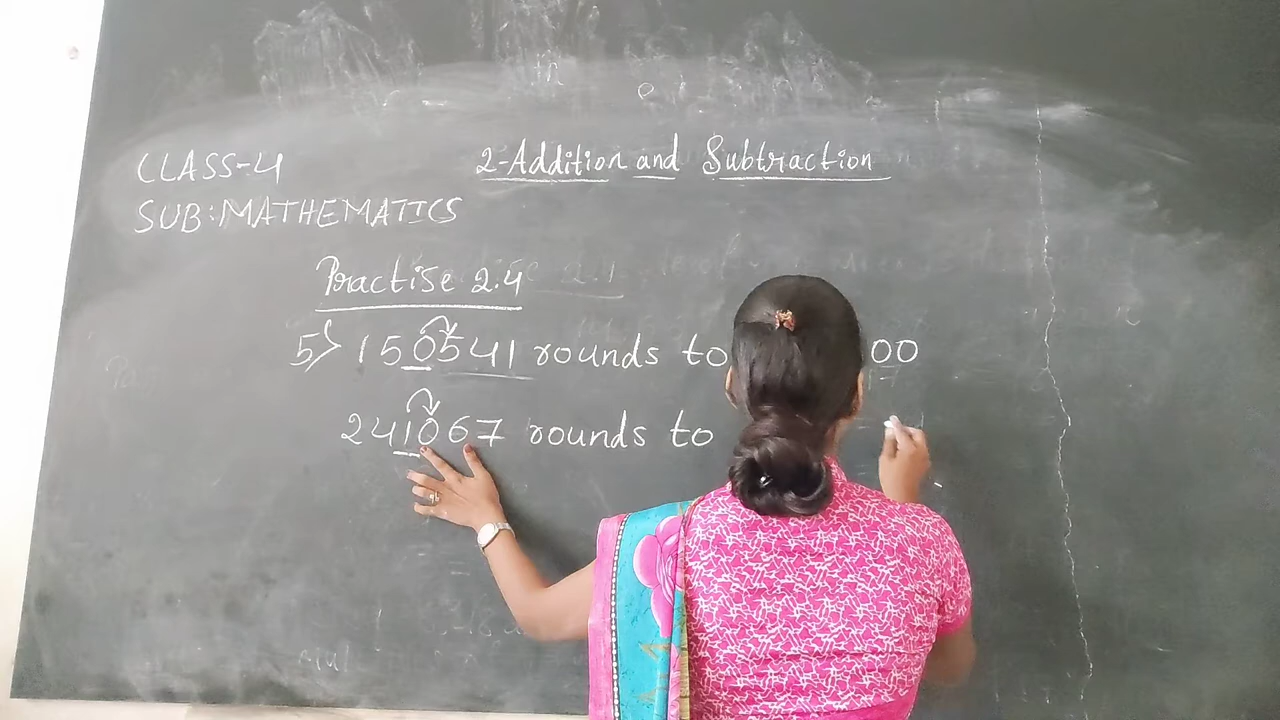 CLASS-4
2-Addition and Subtraction
SUB:MATHEMATICS
Practise 2.4
5> 150541 rounds to 00
241067 rounds to